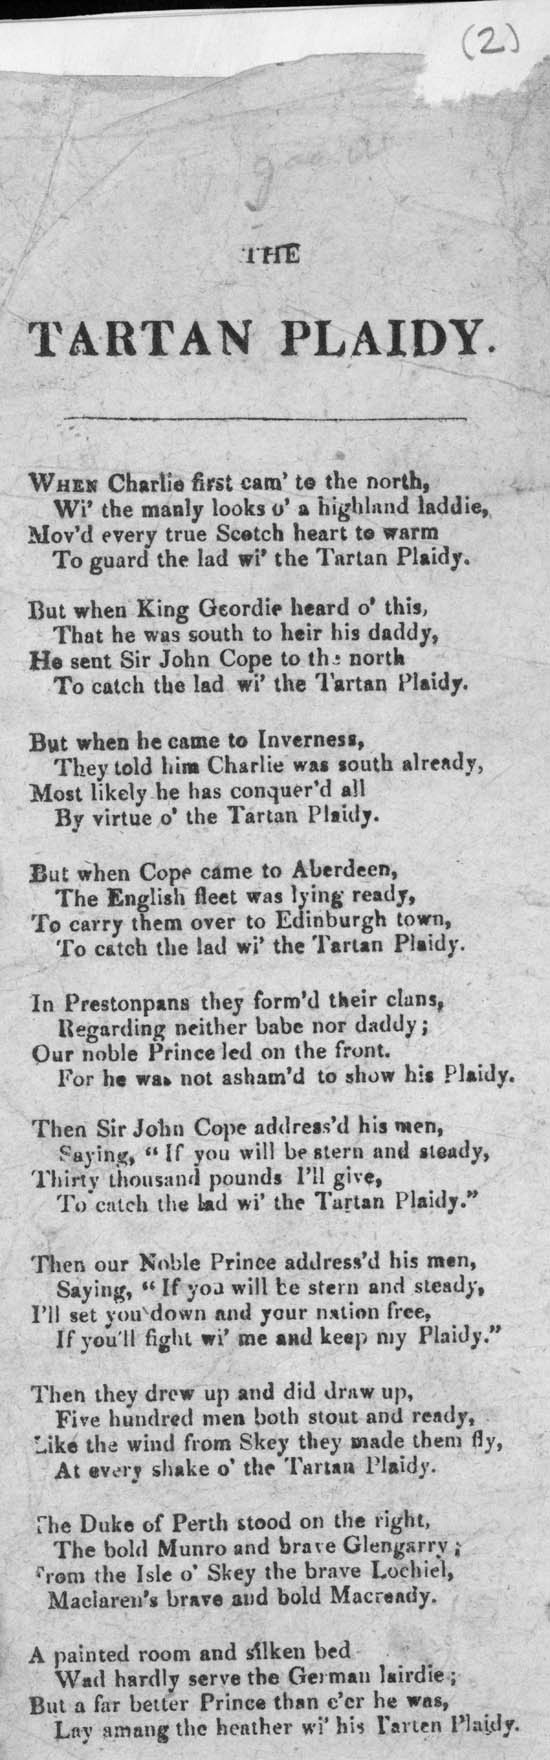 (2)
THE
TARTAN PLAIDY.
WHEN Charlie first cam' to the north,
Wi' the manly looks o' a highland laddie,
Mov'd every true Scotch heart to warm
To guard the lad wi' the Tartan Plaidy.
But when King Geordie heard o' this,
That he was south to heir his daddy,
He sent Sir John Cope to the north
To catch the lad wi' the Tartan Plaidy.
But when he came to Inverness,
They told him Charlie was south already,
Most likely he has conquer'd all
By virtue o' the Tartan Plaidy.
But when Cope came to Aberdeen,
The English fleet was lying ready,
To carry them over to Edinburgh town,
To catch the lad wi' the Tartan Plaidy.
In Prestonpans they form'd their clans,
Regarding neither babe nor daddy;
Our noble Prince led on the front.
For he was not asham'd to show his Plaidy.
Then Sir John Cope address'd his men,
Saying, "If you will be stern and steady,
Thirty thousand pounds I'll give,
To catch the lad wi' the Tartan Plaidy."
Then our Noble Prince address'd his men,
Saying, "If you will be stern and steady,
I'll set you down and your nation free,
If you'll fight wi' me and keep my Plaidy."
Then they drew up and did draw up,
Five hundred men both stout and ready,
Like the wind from Skey they made them fly,
At every shake o' the Tartan Plaidy.
The Duke of Perth stood on the right,
The bold Munro and brave Glengarry;
From the Isle o' Skey the brave Lochiel,
Maclaren's brave and bold Macready.
A painted room and silken bed
Wad hardly serve the German lairdie;
But a far better Prince than e'er he was,
Lay amang the heather wi' his Tarten Plaidy.